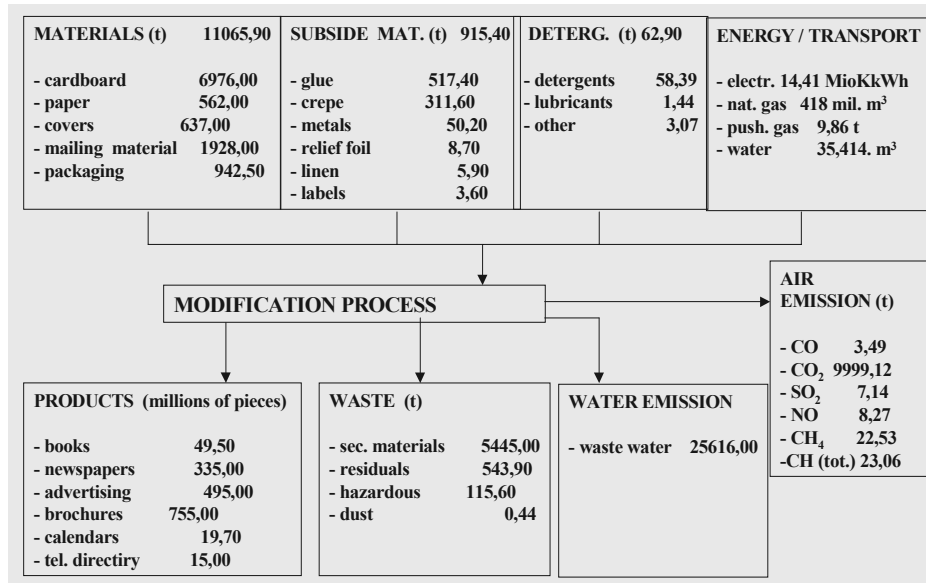 MATERIALS (t) 11065,90
- cardboard 6976,00
- paper 562,00
- covers 637,00
- mailing material 1928,00
- packaging 942,50
SUBSIDE MAT. (t) 915,40
- glue 517,40
- crepe 311,60
- metals 50,20
- relief foil 8,70
- linen 5,90
- labels 3,60
DETERG. (t) 62,90
- detergents 58,39
- lubricants 1,44
- other 3,07
ENERGY / TRANSPORT
- electr. 14,41 MioKkWh
- nat. gas 418 mil. m³
- push. gas 9,86 t
- water 35,414. m³
MODIFICATION PROCESS
AIR
EMISSION (t)
- CO 3,49
- CO₂ 9999,12
- SO₂ 7,14
- NO 8,27
- CH₄ 22,53
-CH (tot.) 23,06
PRODUCTS (millions of pieces)
- books 49,50
- newspapers 335,00
- advertising 495,00
- brochures 755,00
- calendars 19,70
- tel. directiry 15,00
WASTE (t)
- sec. materials 5445,00
- residuals 543,90
- hazardous 115,60
- dust 0,44
WATER EMISSION
- waste water 25616,00